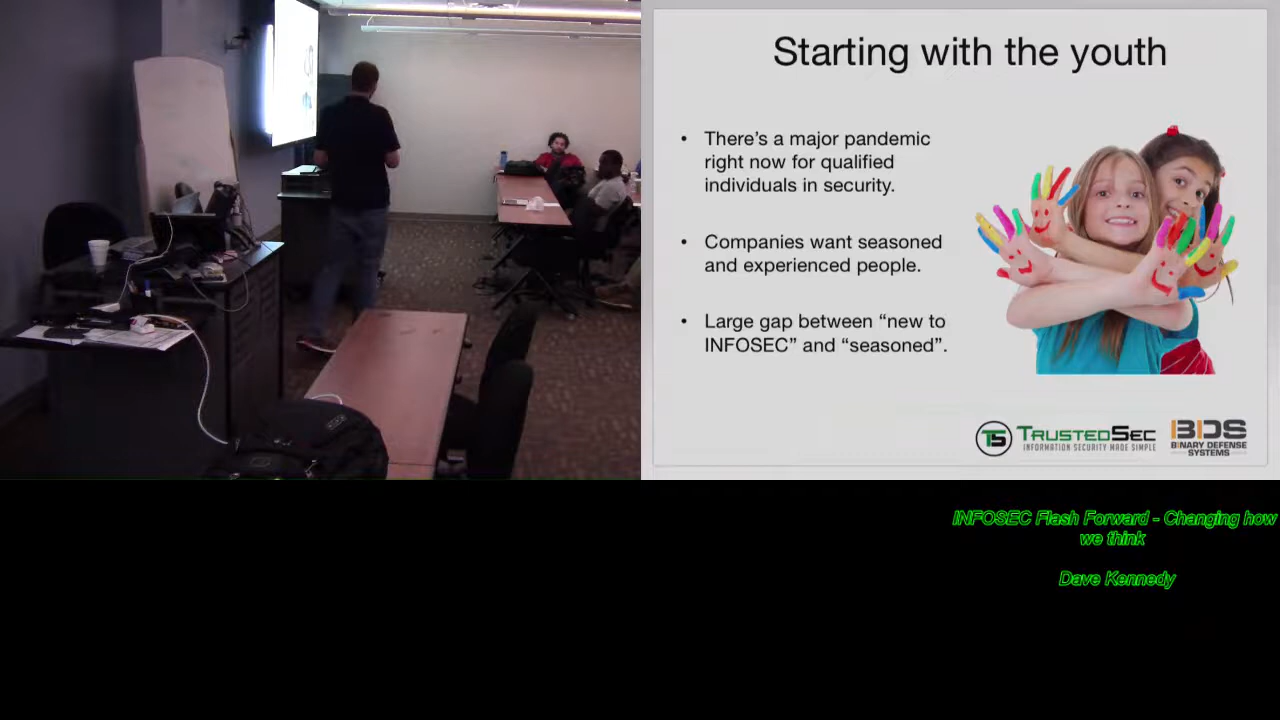 Starting with the youth
• There's a major pandemic
right now for qualified
individuals in security.
• Companies want seasoned
and experienced people.
• Large gap between “new to
INFOSEC” and “seasoned”.
TS TRUSTEDSEC
INFORMATION SECURITY MADE SIMPLE
BDS
BINARY DEFENSE
SYSTEMS
INFOSEC Flash Forward - Changing how
we think
Dave Kennedy